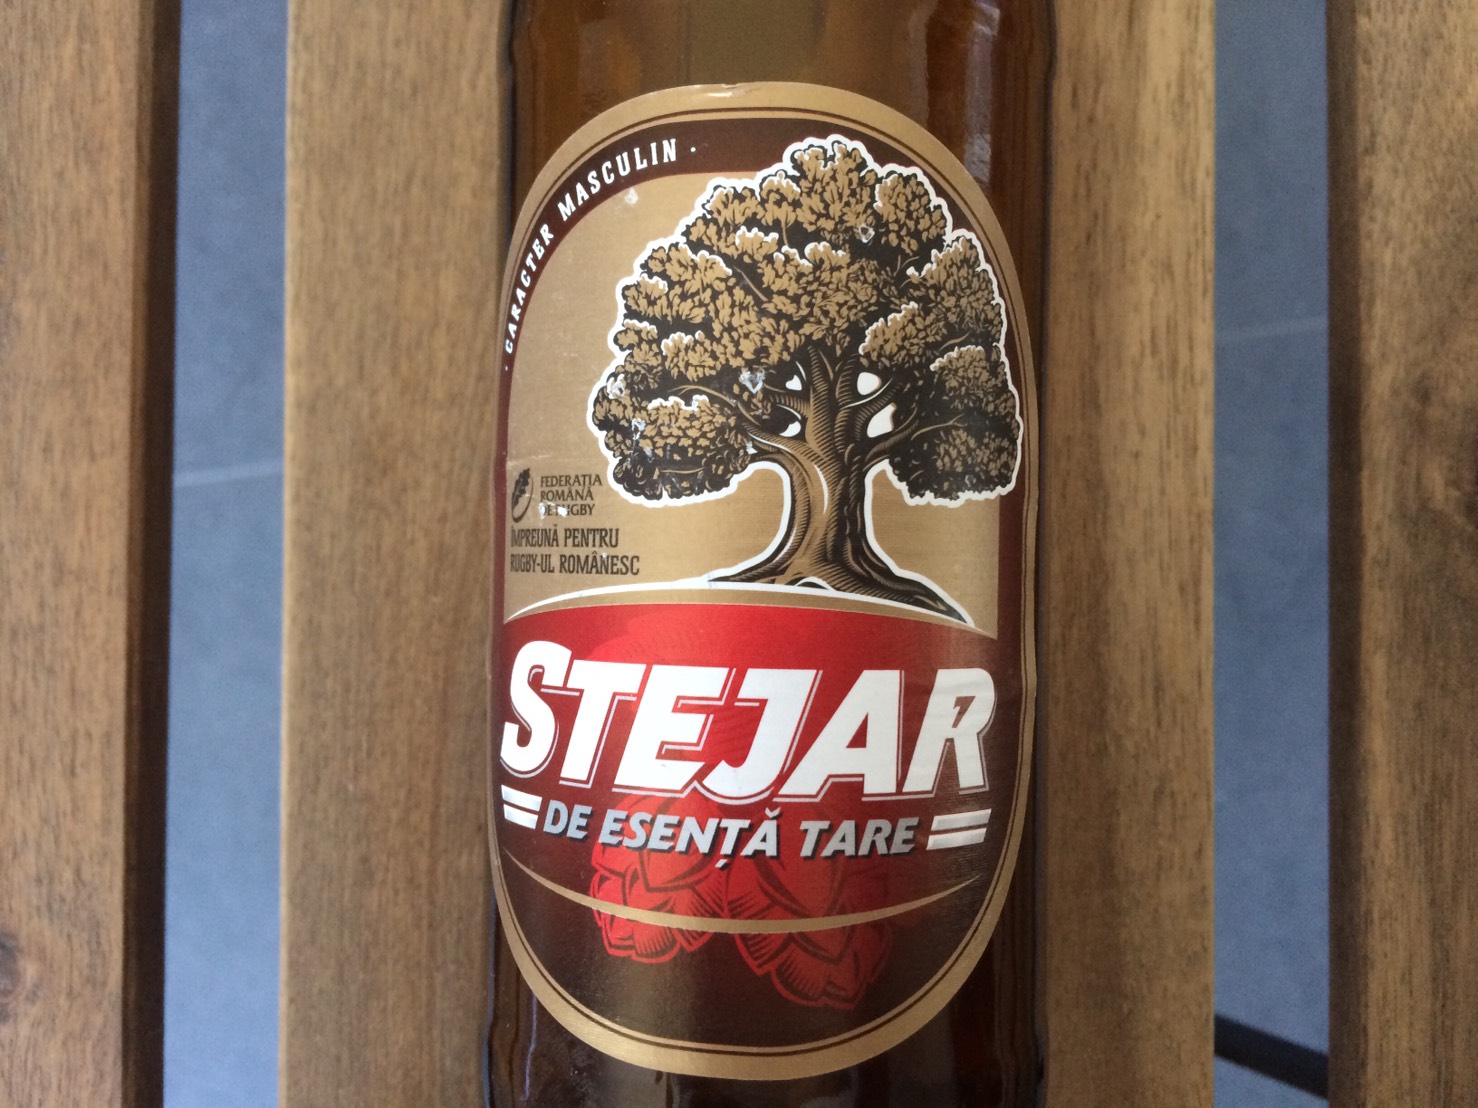 · CARACTER MASCULIN ·
FEDERAȚIA
ROMÂNĂ
DE RUGBY
ÎMPREUNĂ PENTRU
RUGBY-UL ROMÂNESC
STEJAR
DE ESENȚĂ TARE